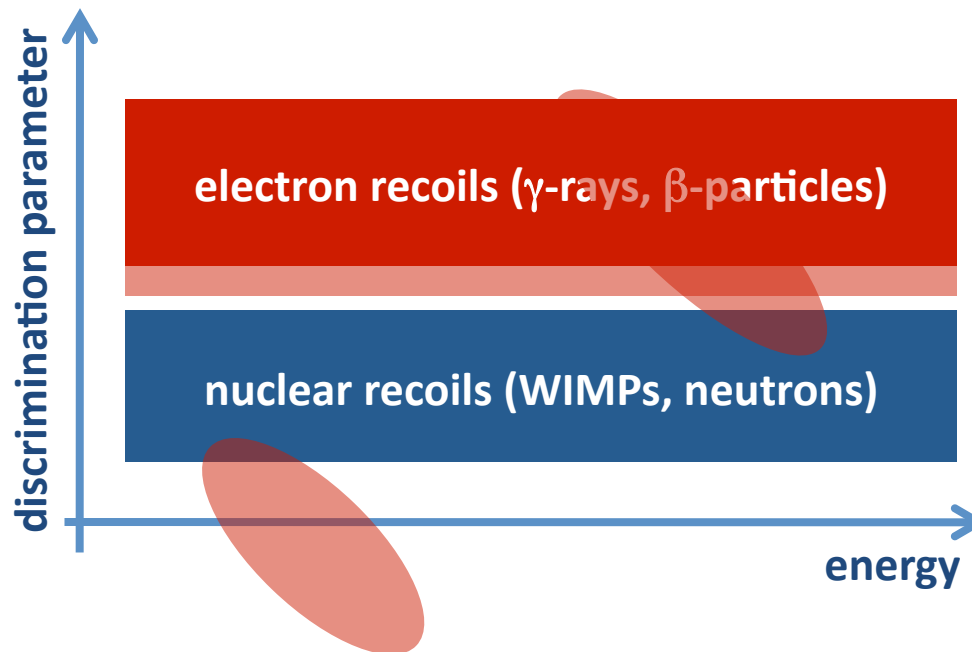 discrimination parameter
electron recoils (γ-rays, β-particles)
nuclear recoils (WIMPs, neutrons)
energy